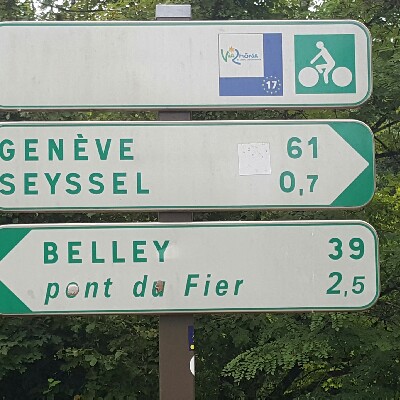 ViaRhôna
17
GENÈVE 61
SEYSSEL 0,7
BELLEY 39
pont du Fier 2,5